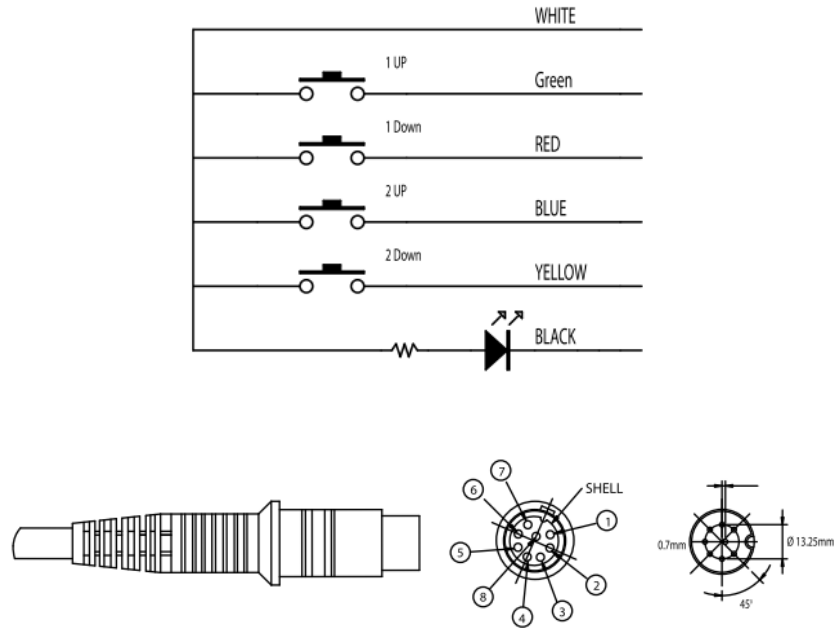 WHITE
1 UP
Green
1 Down
RED
2 UP
BLUE
2 Down
YELLOW
BLACK
7
SHELL
6
1
5
2
8
3
4
0.7mm
Ø 13.25mm
45°